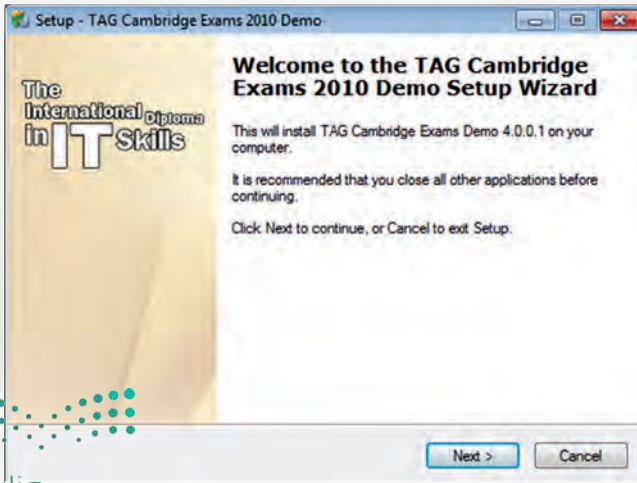 Setup - TAG Cambridge Exams 2010 Demo
The
International Diploma
in IT Skills
Welcome to the TAG Cambridge
Exams 2010 Demo Setup Wizard
This will install TAG Cambridge Exams Demo 4.0.0.1 on your
computer.
It is recommended that you close all other applications before
continuing.
Click Next to continue, or Cancel to exit Setup.
Next >
Cancel